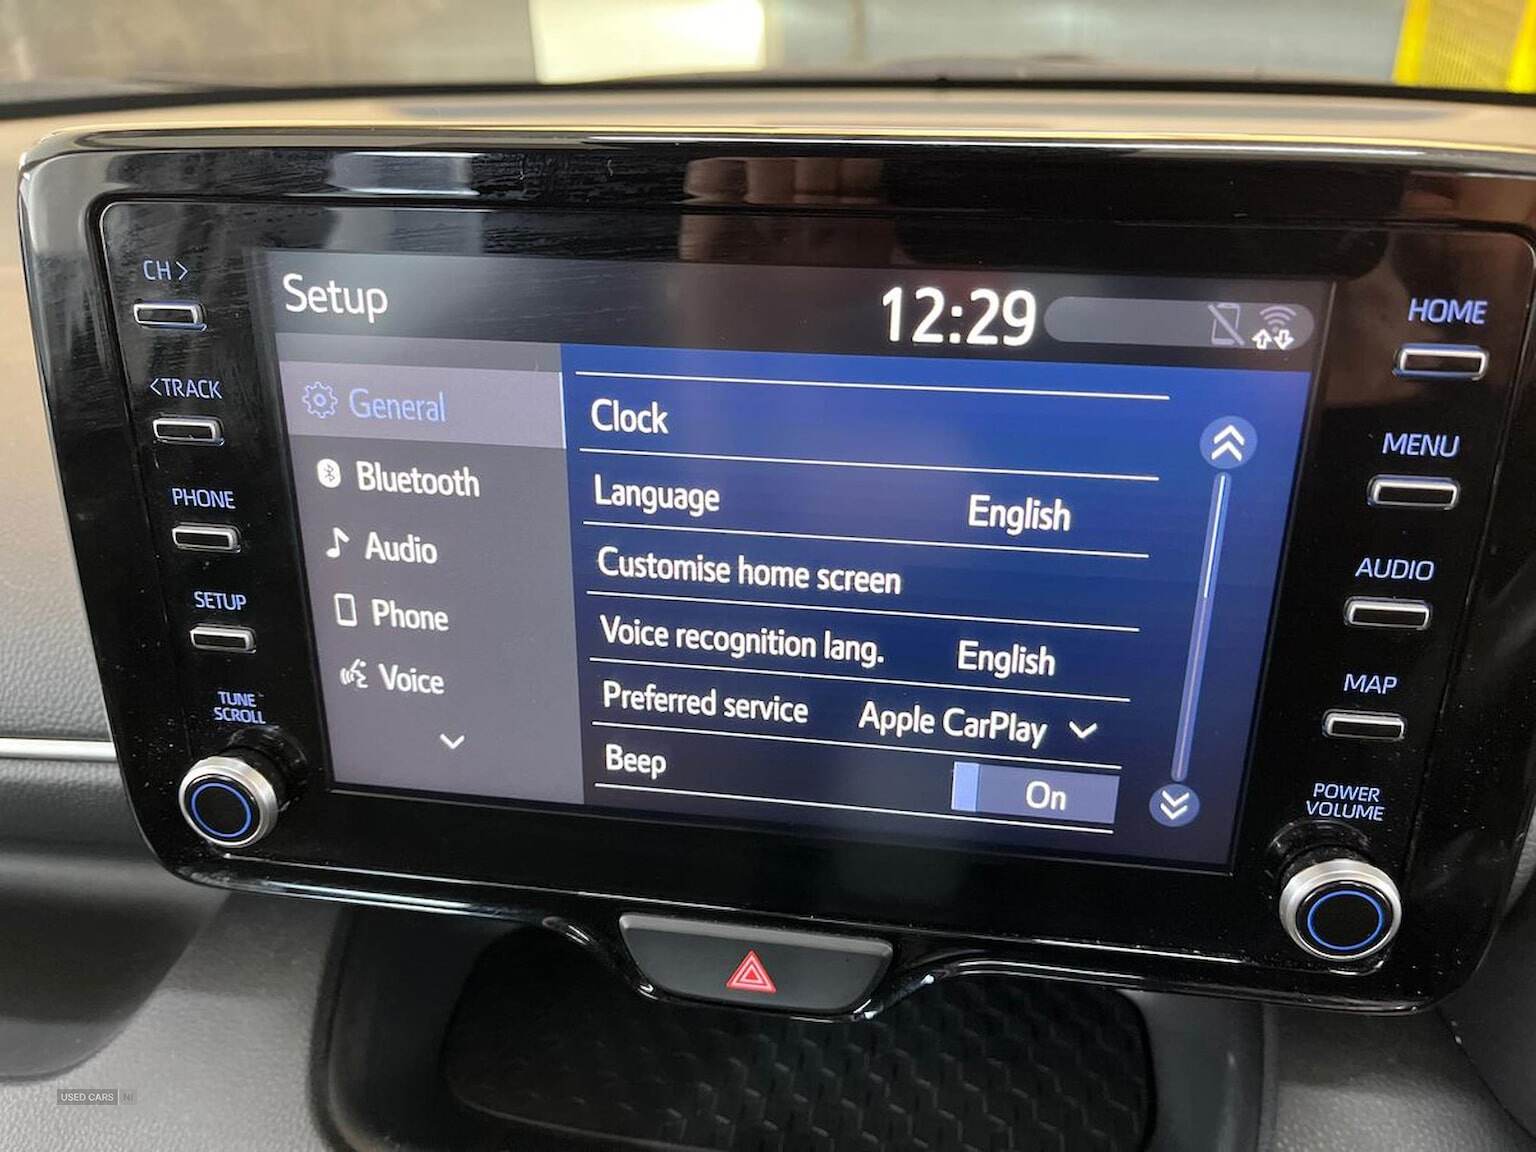 CH>
<TRACK
PHONE
SETUP
TUNE
SCROLL
Setup
12:29
General
Bluetooth
Audio
Phone
Voice
Clock
Language English
Customise home screen
Voice recognition lang. English
Preferred service Apple CarPlay
Beep On
HOME
MENU
AUDIO
MAP
POWER
VOLUME
USED CARS NI